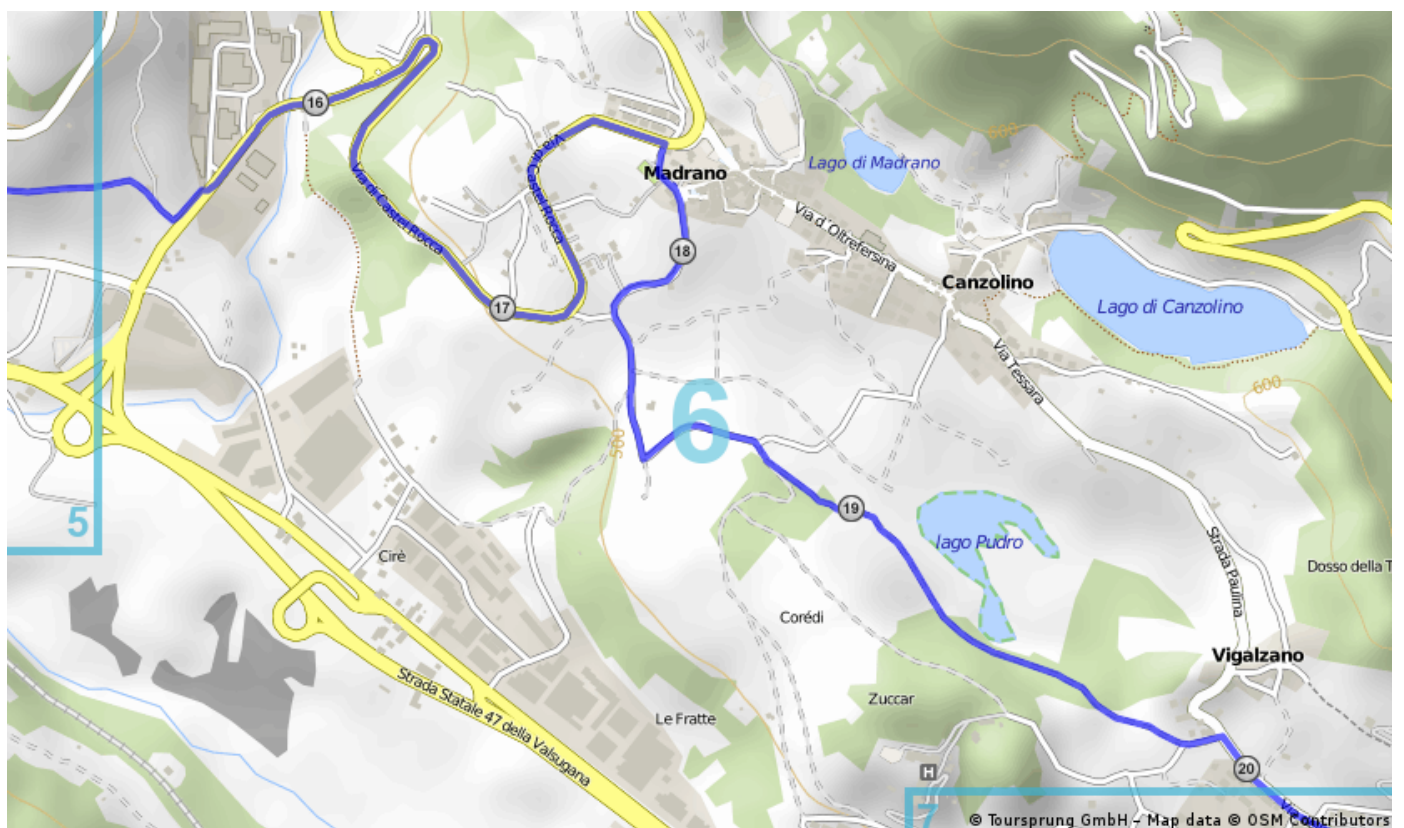 16
600
Via di Castel Rocca
Madrano
Lago di Madrano
Via di
Castel Rocca
Via d'Oltrefersina
18
Canzolino
17
Lago di Canzolino
Via Tessara
600
6
500
5
19
lago Pudro
Strada Paulina
Cirè
Dosso della T
Corédi
Vigalzano
Strada Statale 47 della Valsugana
Zuccar
Le Fratte
H
20
7
Via
© Toursprung GmbH – Map data © OSM Contributors